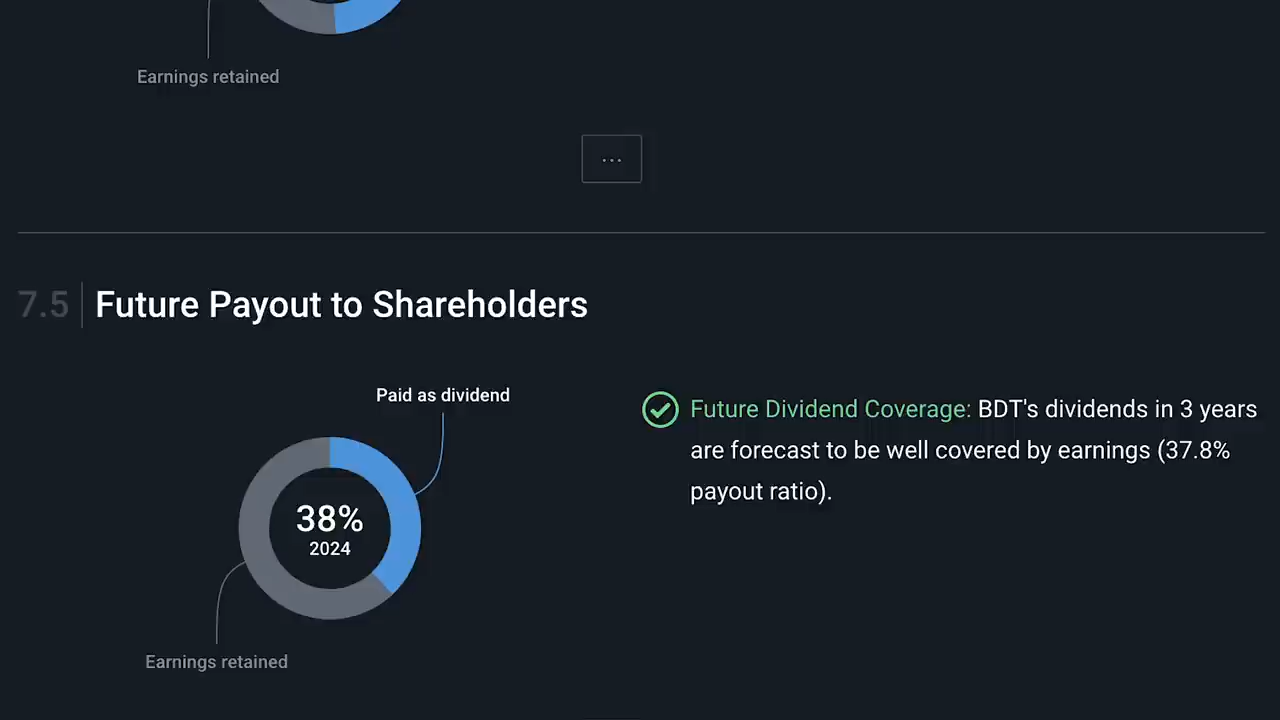 Earnings retained
...
7.5 Future Payout to Shareholders
Paid as dividend
Future Dividend Coverage: BDT's dividends in 3 years
are forecast to be well covered by earnings (37.8%
payout ratio).
38%
2024
Earnings retained